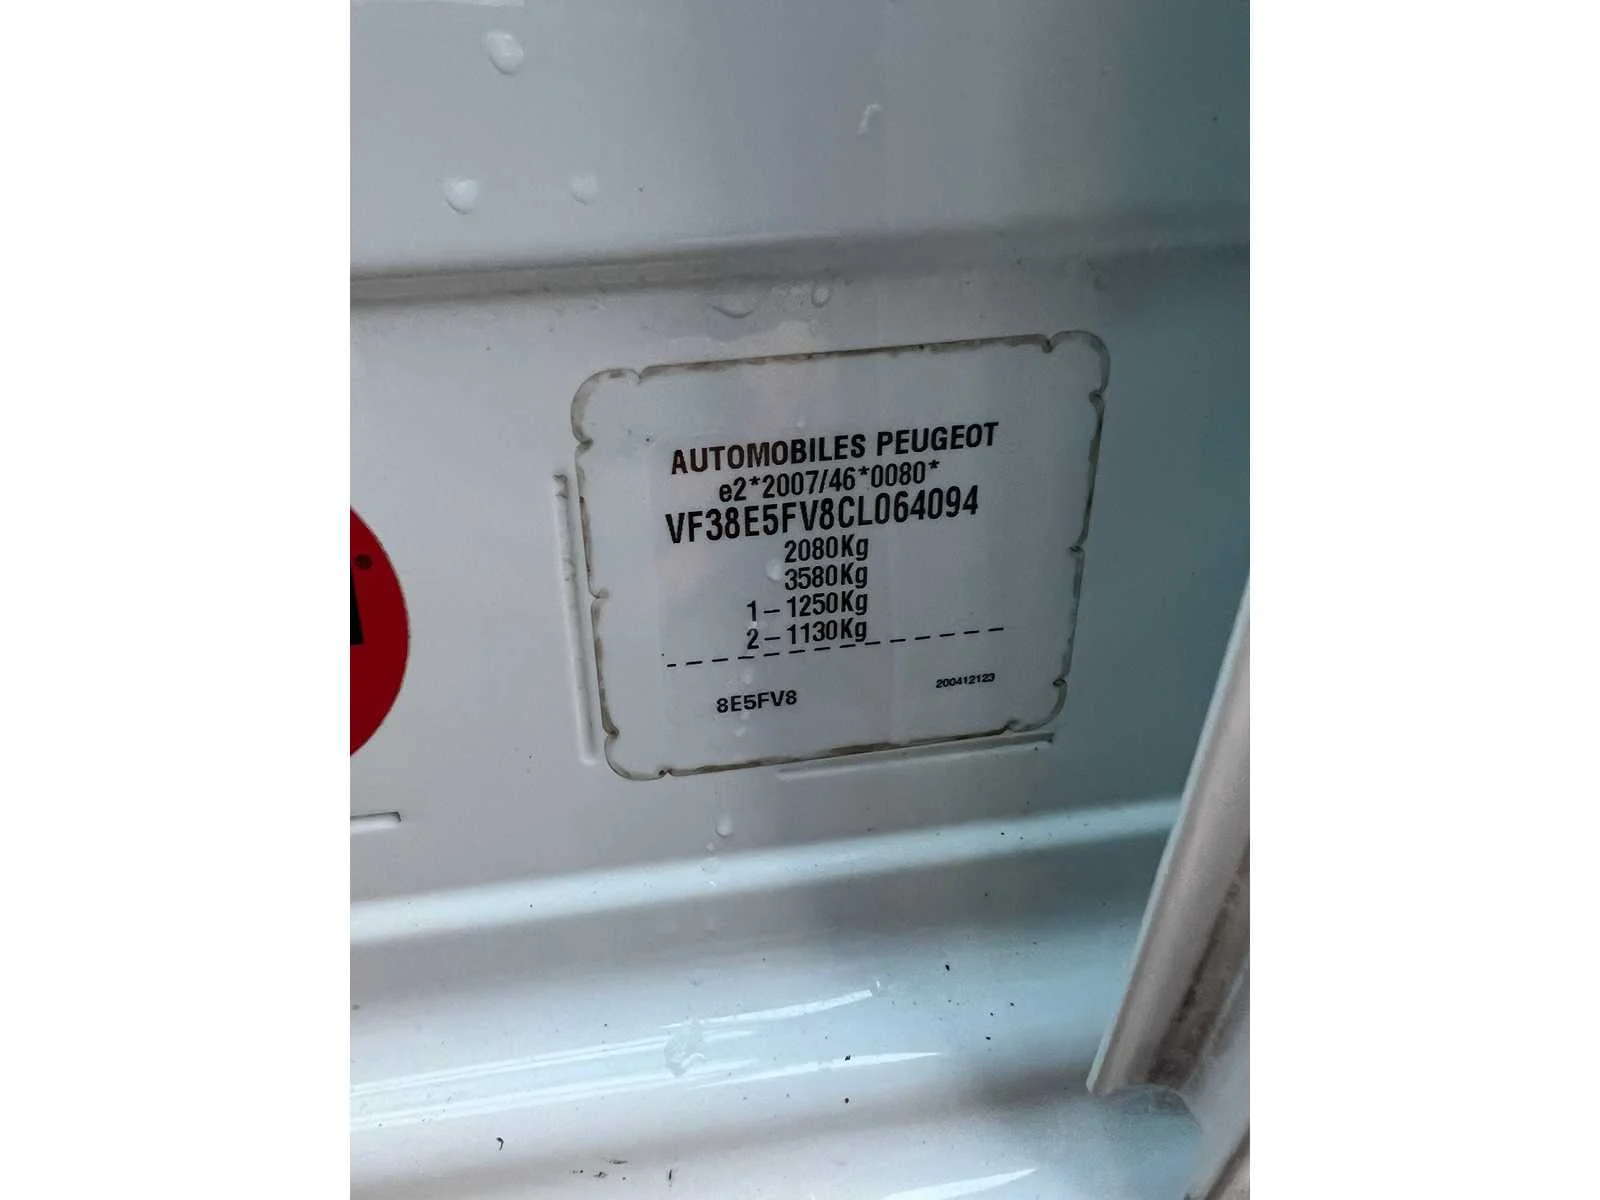 AUTOMOBILES PEUGEOT
e2*2007/46*0080*
VF38E5FV8CL064094
2080Kg
3580Kg
1-1250Kg
2-1130Kg
8E5FV8
200412123